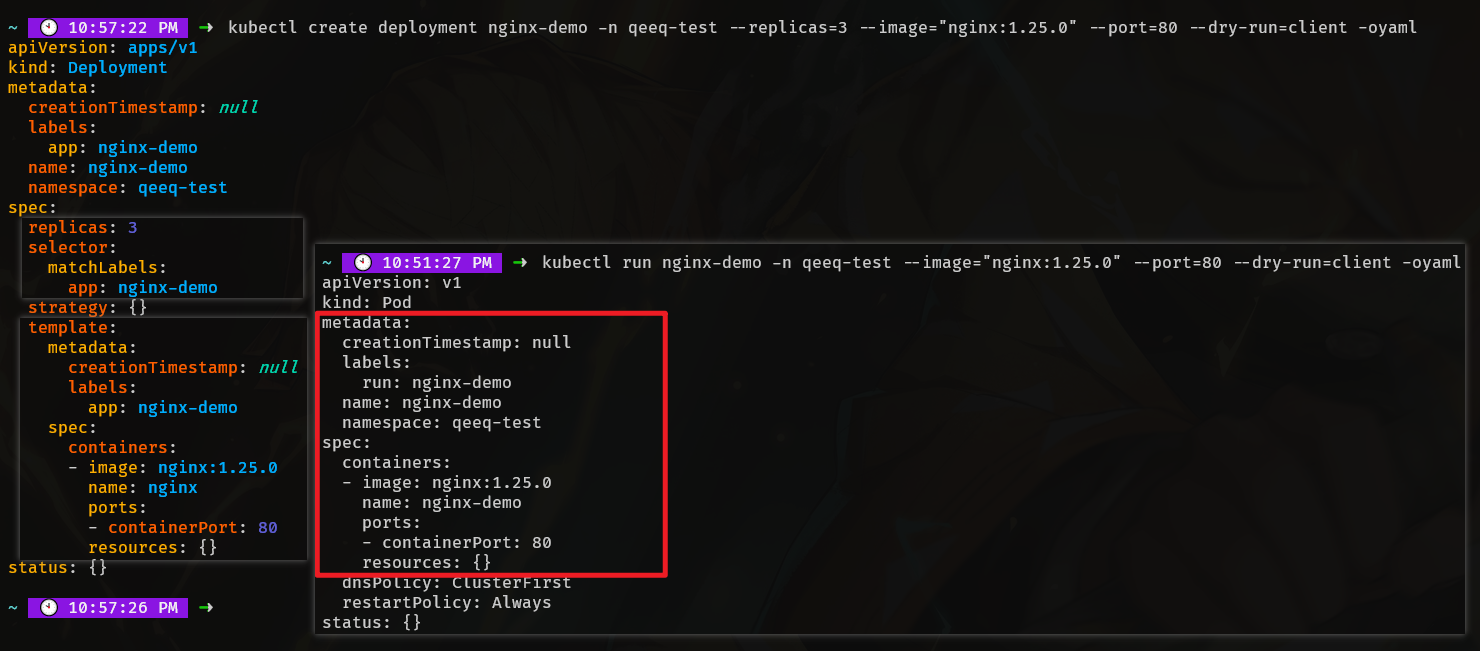 ~ 10:57:22 PM → kubectl create deployment nginx-demo -n qeeq-test --replicas=3 --image="nginx:1.25.0" --port=80 --dry-run=client -oyaml
apiVersion: apps/v1
kind: Deployment
metadata:
  creationTimestamp: null
  labels:
    app: nginx-demo
  name: nginx-demo
  namespace: qeeq-test
spec:
  replicas: 3
  selector:
    matchLabels:
      app: nginx-demo
  strategy: {}
  template:
    metadata:
      creationTimestamp: null
      labels:
        app: nginx-demo
    spec:
      containers:
      - image: nginx:1.25.0
        name: nginx
        ports:
        - containerPort: 80
        resources: {}
status: {}
~ 10:57:26 PM →
~ 10:51:27 PM → kubectl run nginx-demo -n qeeq-test --image="nginx:1.25.0" --port=80 --dry-run=client -oyaml
apiVersion: v1
kind: Pod
metadata:
  creationTimestamp: null
  labels:
    run: nginx-demo
  name: nginx-demo
  namespace: qeeq-test
spec:
  containers:
  - image: nginx:1.25.0
    name: nginx-demo
    ports:
    - containerPort: 80
    resources: {}
  dnsPolicy: ClusterFirst
  restartPolicy: Always
status: {}